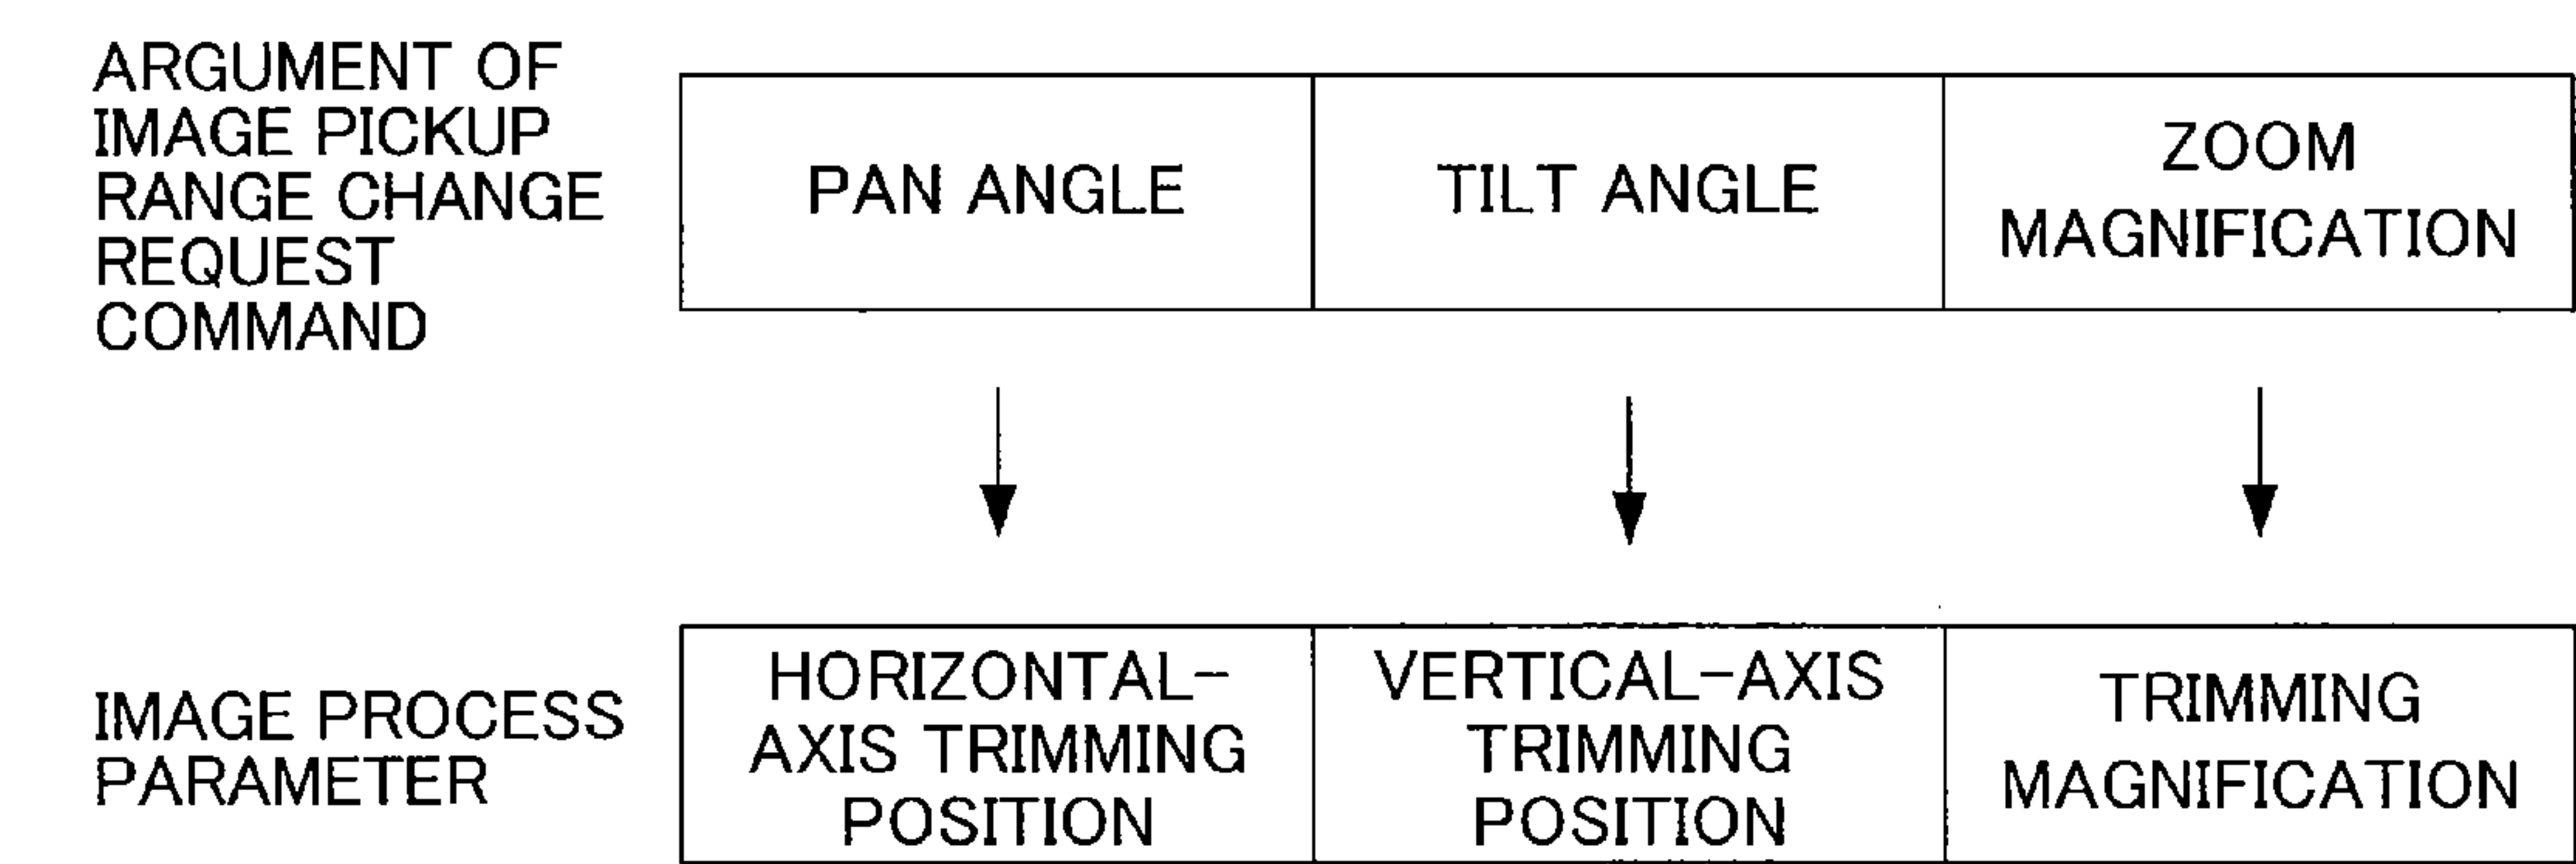 ARGUMENT OF
IMAGE PICKUP
RANGE CHANGE
REQUEST
COMMAND
PAN ANGLE
TILT ANGLE
ZOOM
MAGNIFICATION
IMAGE PROCESS
PARAMETER
HORIZONTAL-
AXIS TRIMMING
POSITION
VERTICAL-AXIS
TRIMMING
POSITION
TRIMMING
MAGNIFICATION